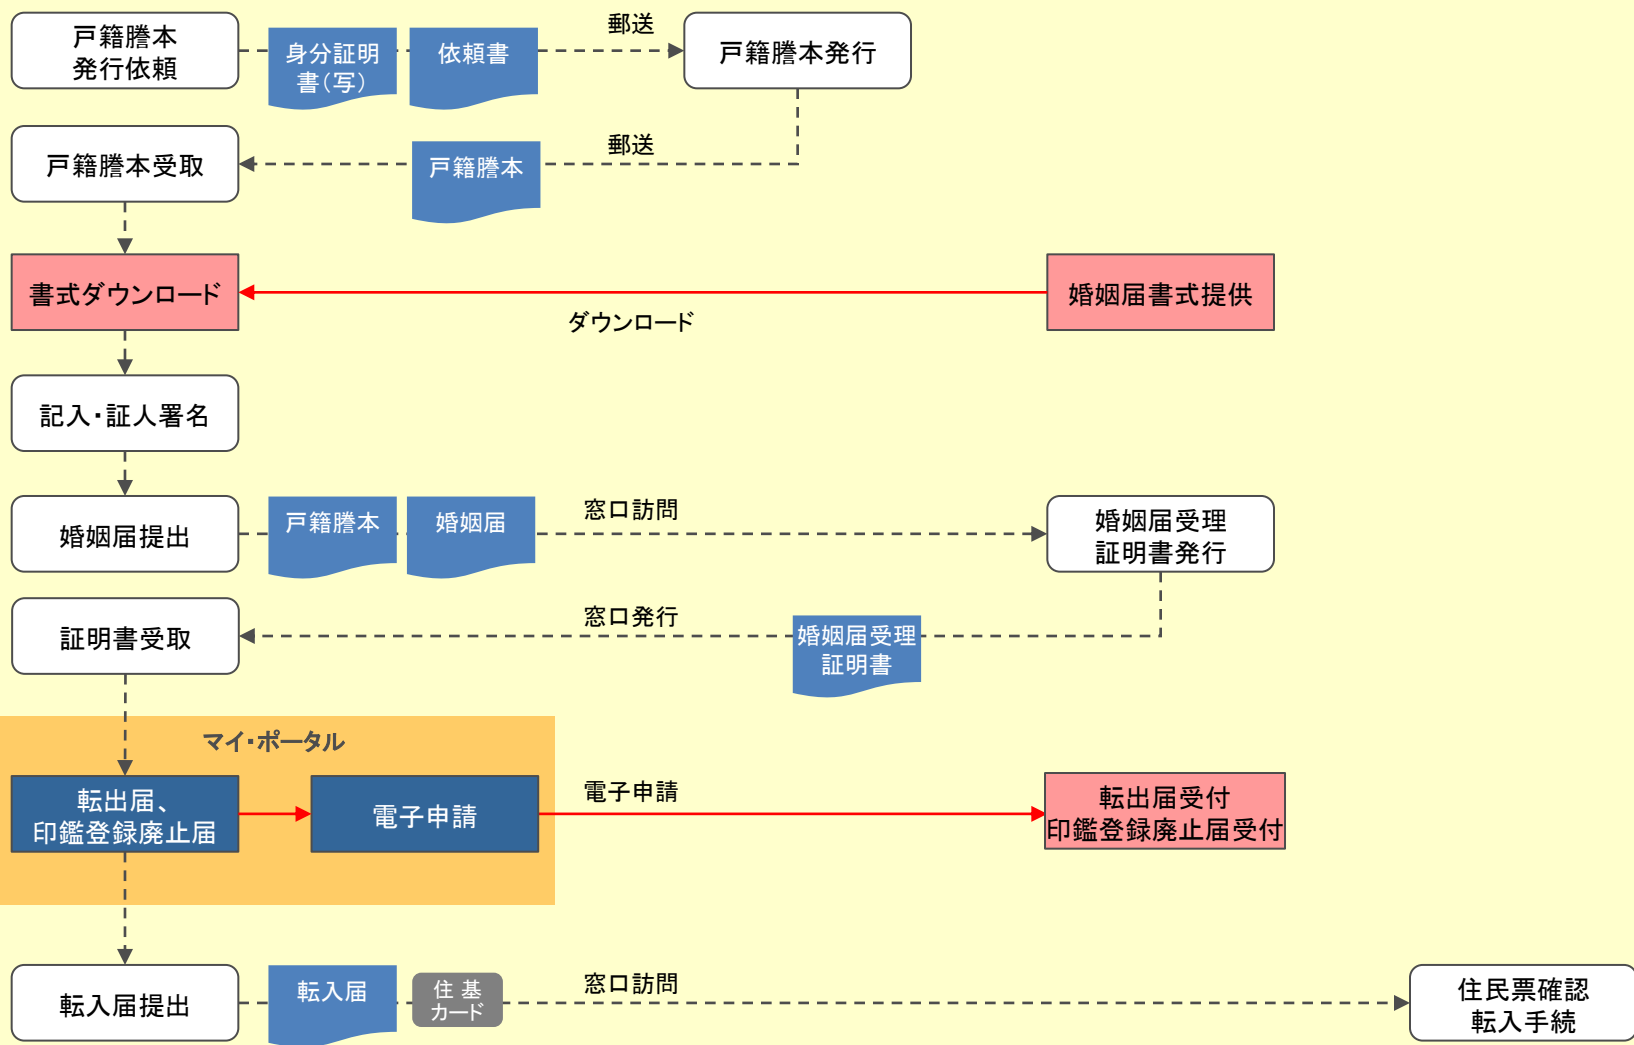 戸籍謄本
発行依頼
身分証明
書（写）
依頼書
郵送
戸籍謄本発行
戸籍謄本受取
戸籍謄本
郵送
書式ダウンロード
ダウンロード
婚姻届書式提供
記入・証人署名
婚姻届提出
戸籍謄本
婚姻届
窓口訪問
婚姻届受理
証明書発行
証明書受取
窓口発行
婚姻届受理
証明書
マイ・ポータル
転出届、
印鑑登録廃止届
電子申請
電子申請
転出届受付
印鑑登録廃止届受付
転入届提出
転入届
住 基
カード
窓口訪問
住民票確認
転入手続